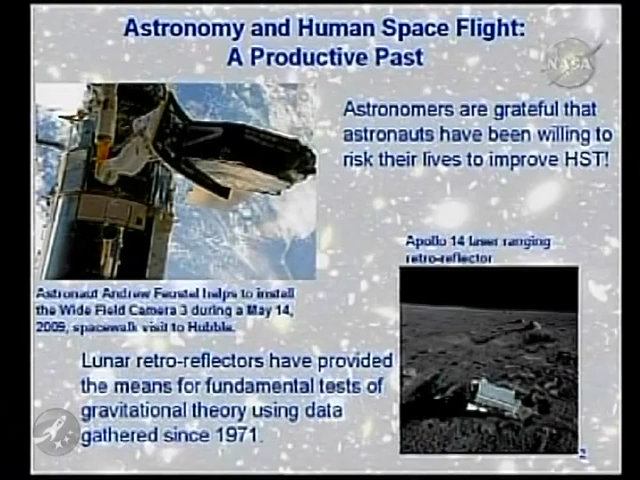 Astronomy and Human Space Flight:
A Productive Past
NASA
Astronomers are grateful that
astronauts have been willing to
risk their lives to improve HST!
Apollo 14 laser ranging
retro-reflector
Astronaut Andrew Feustel helps to install
the Wide Field Camera 3 during a May 14,
2009, spacewalk visit to Hubble.
Lunar retro-reflectors have provided
the means for fundamental tests of
gravitational theory using data
gathered since 1971.
2